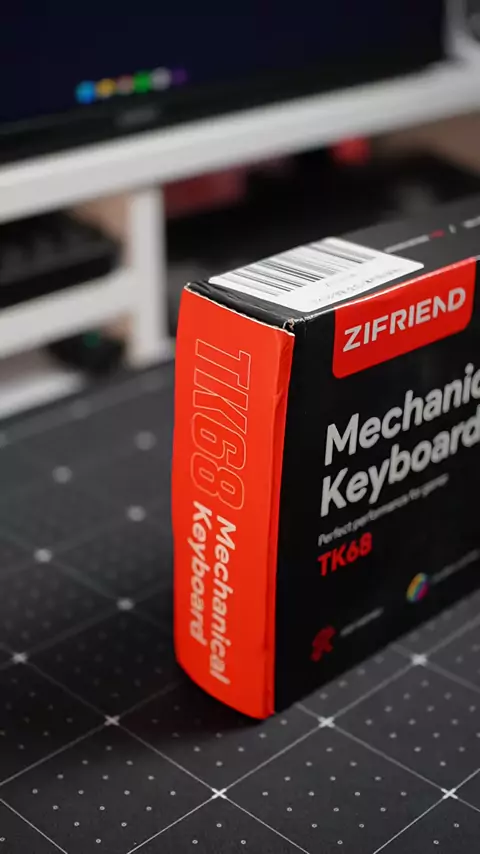 ZIFRIEND
Mechanic
Keyboard
Perfect performance for games
TK68
TK68
Mechanical
Keyboard